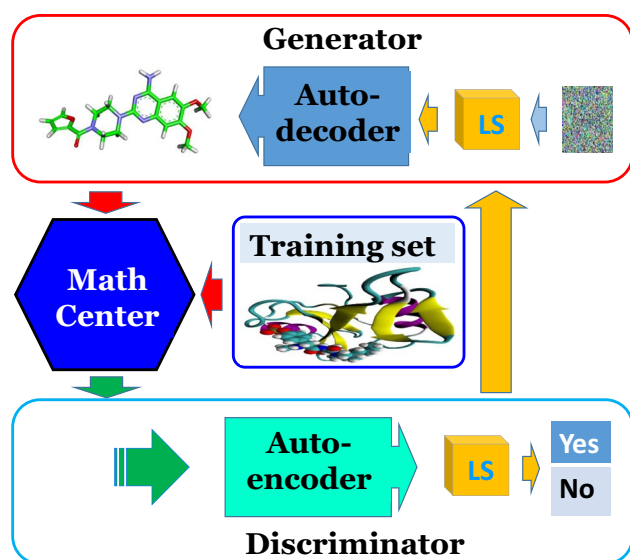 Generator
Auto-
decoder
LS
Math
Center
Training set
Auto-
encoder
LS
Yes
No
Discriminator